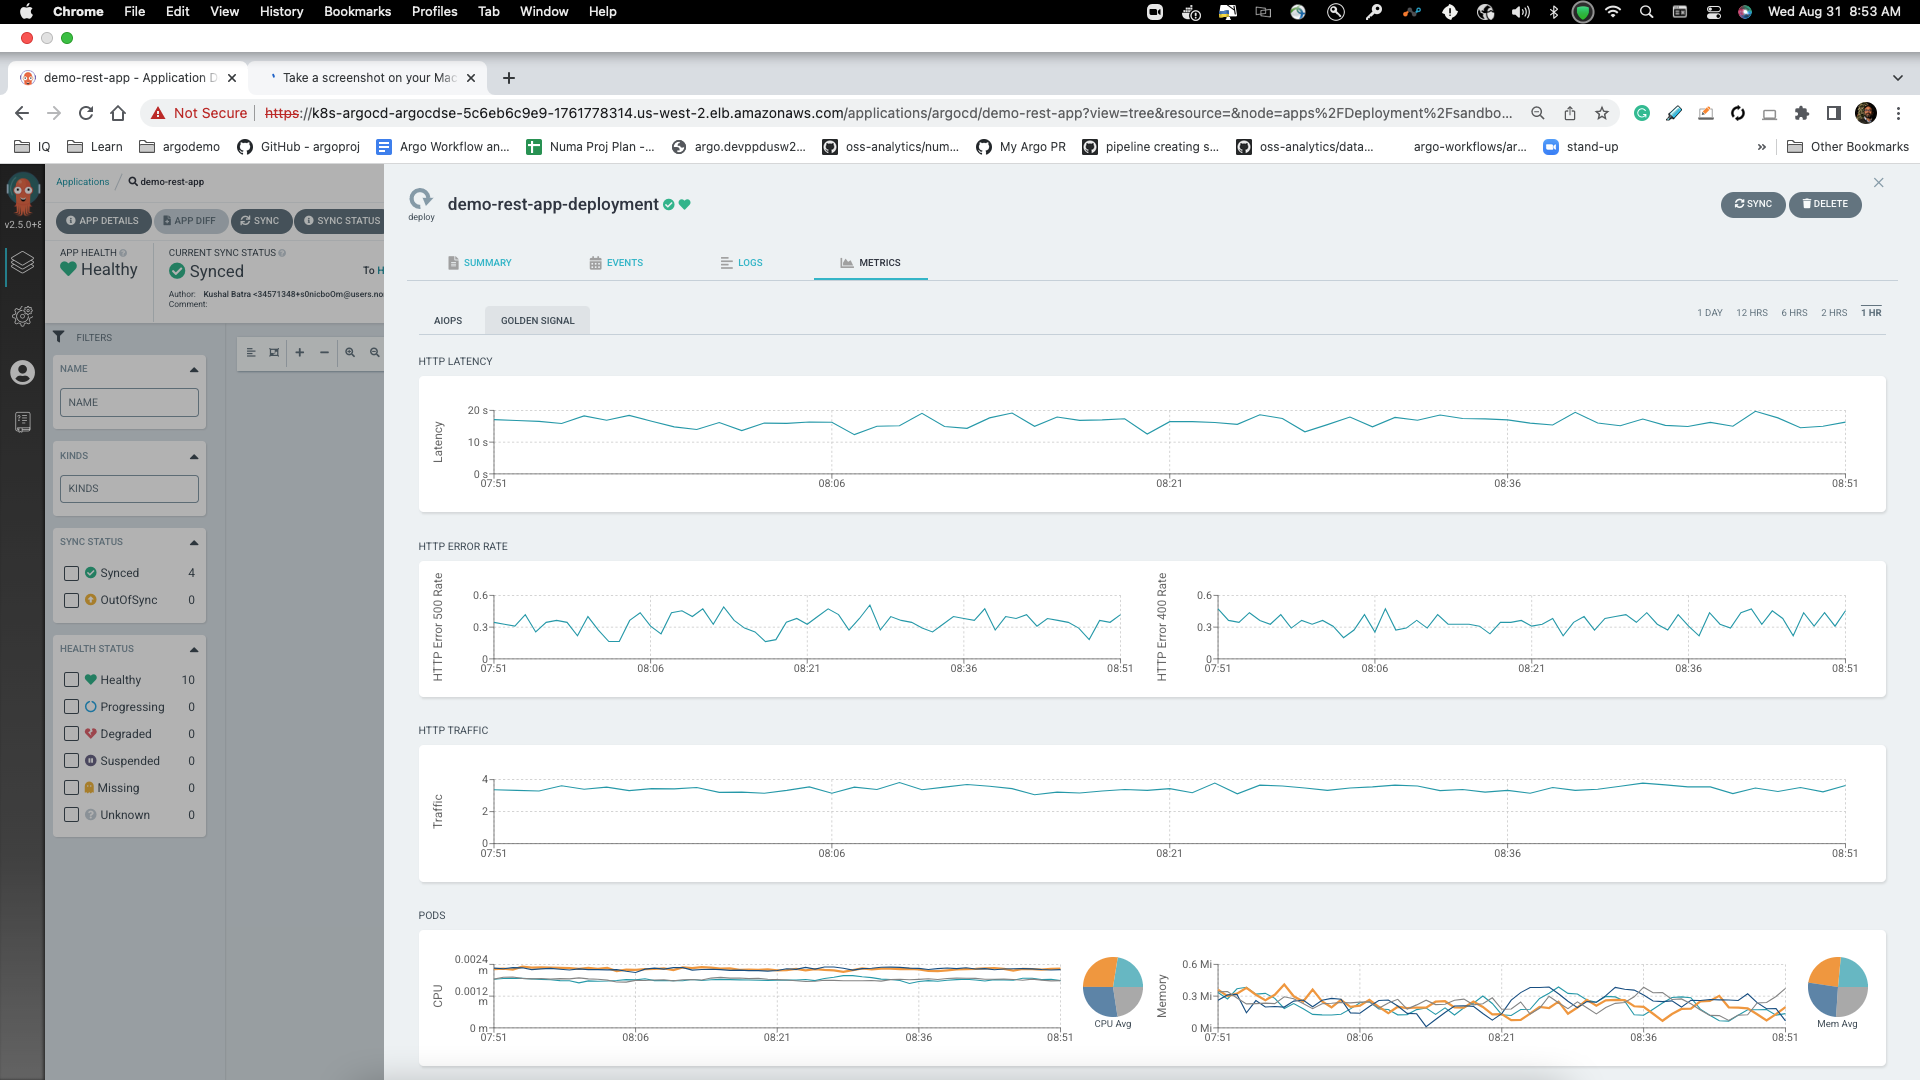 Chrome File Edit View History Bookmarks Profiles Tab Window Help Wed Aug 31 8:53 AM
demo-rest-app - Application D Take a screenshot on your Mac
Not Secure https://k8s-argocd-argocdse-5c6eb6c9e9-1761778314.us-west-2.elb.amazonaws.com/applications/argocd/demo-rest-app?view=tree&resource=&node=apps%2FDeployment%2Fsandbo...
IQ Learn argodemo GitHub - argoproj Argo Workflow an... Numa Proj Plan -... argo.devppdusw2... oss-analytics/num... My Argo PR pipeline creating s... oss-analytics/data... argo-workflows/ar... stand-up » Other Bookmarks
v2.5.0+8
Applications / demo-rest-app
APP DETAILS APP DIFF SYNC SYNC STATUS
APP HEALTH
Healthy
CURRENT SYNC STATUS
Synced
To H
Author: Kushal Batra <34571348+s0nicboOm@users.no
Comment:
FILTERS
NAME
NAME
KINDS
KINDS
SYNC STATUS
Synced 4
OutOfSync 0
HEALTH STATUS
Healthy 10
Progressing 0
Degraded 0
Suspended 0
Missing 0
Unknown 0
deploy
demo-rest-app-deployment
SYNC DELETE
SUMMARY EVENTS LOGS METRICS
AIOPS GOLDEN SIGNAL
1 DAY 12 HRS 6 HRS 2 HRS 1 HR
HTTP LATENCY
Latency
20 s
10 s
0 s
07:51 08:06 08:21 08:36 08:51
HTTP ERROR RATE
HTTP Error 500 Rate
0.6
0.3
0
07:51 08:06 08:21 08:36 08:51
HTTP Error 400 Rate
0.6
0.3
0
07:51 08:06 08:21 08:36 08:51
HTTP TRAFFIC
Traffic
4
2
0
07:51 08:06 08:21 08:36 08:51
PODS
CPU
0.0024
m
0.0012
m
0 m
07:51 08:06 08:21 08:36 08:51
CPU Avg
Memory
0.6 Mi
0.3 Mi
0 Mi
07:51 08:06 08:21 08:36 08:51
Mem Avg